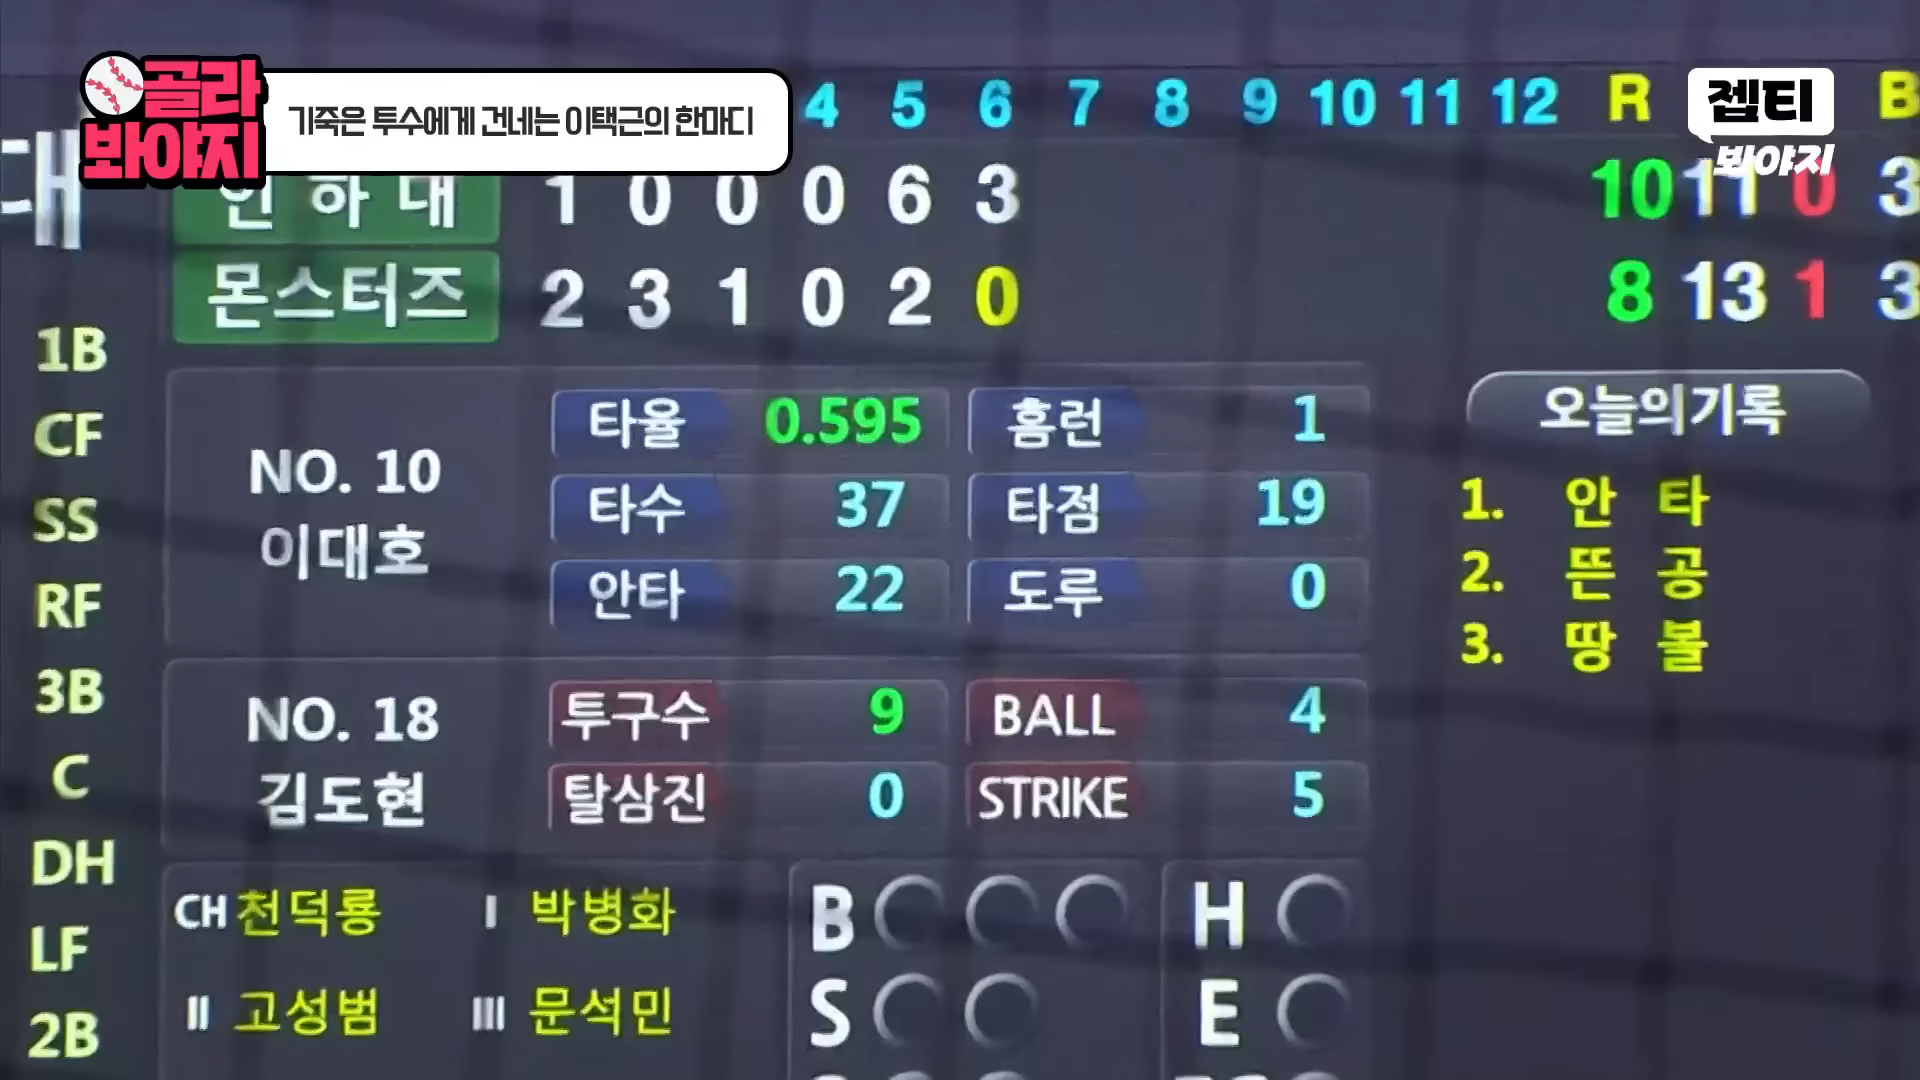 골라
봐야지
기죽은 투수에게 건네는 이택근의 한마디
젬티
봐야지
4 5 6 7 8 9 10 11 12 R B
대
인하대 1 0 0 0 6 3 10 11 0 3
몬스터즈 2 3 1 0 2 0 8 13 1 3
1B
CF
SS
RF
3B
C
DH
LF
2B
NO. 10
이대호
타율 0.595 홈런 1
타수 37 타점 19
안타 22 도루 0
오늘의기록
1. 안 타
2. 뜬 공
3. 땅 볼
NO. 18
김도현
투구수 9 BALL 4
탈삼진 0 STRIKE 5
CH 천덕룡 I 박병화
II 고성범 III 문석민
B H
S E